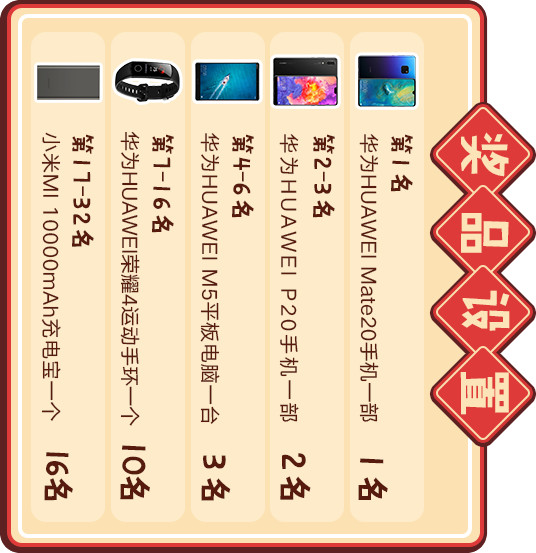 奖品设置
第1名
华为HUAWEI Mate20手机一部
1名
第2-3名
华为HUAWEI P20手机一部
2名
第4-6名
华为HUAWEI M5平板电脑一台
3名
第7-16名
华为HUAWEI荣耀4运动手环一个
10名
第17-32名
小米MI 10000mAh充电宝一个
16名